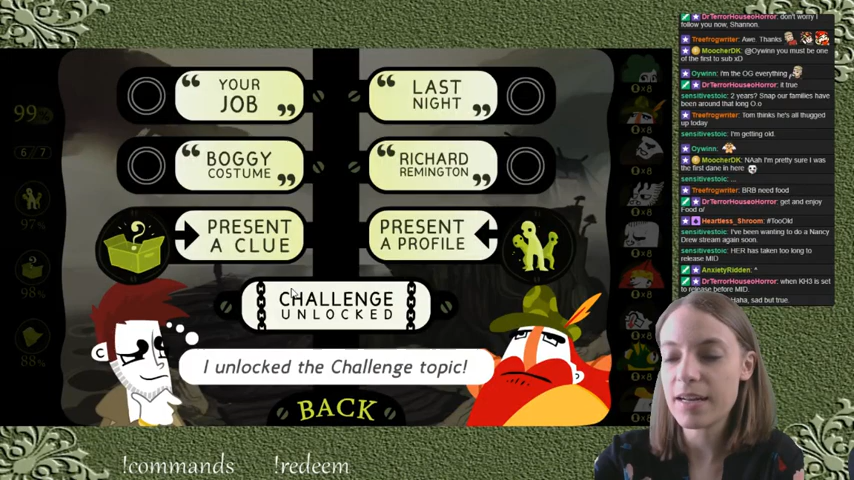 “ YOUR
JOB ”
“ LAST
NIGHT ”
“ BOGGY
COSTUME ”
“ RICHARD
REMINGTON ”
PRESENT
A CLUE
PRESENT
A PROFILE
CHALLENGE
UNLOCKED
I unlocked the Challenge topic!
BACK
99%
6/7
98%
88%
!commands
!redeem
DrTerrorHouseoHorror: don't worry I
follow you now, Shannon.
Treefrogwriter: Awe. Thanks
MoocherDK: @Oywinn you must be one
of the first to sub xD
Oywinn: I'm the OG everything
DrTerrorHouseoHorror: it true
sensitivestoic: 2 years? Snap our families have
been around that long O.o
Treefrogwriter: Tom thinks he's all thugged
up today
sensitivestoic: I'm getting old.
Oywinn:
MoocherDK: NAah I'm pretty sure I was
the first dane in here
sensitivestoic: ...
Treefrogwriter: BRB need food
DrTerrorHouseoHorror: get and enjoy
Food o/
Heartless_Shroom: #TooOld
sensitivestoic: I've been wanting to do a Nancy
Drew stream again soon.
sensitivestoic: HER has taken too long to
release MID
AnxietyRidden: ^
DrTerrorHouseoHorror: when KH3 is set
to release before MID.
Haha, sad but true.